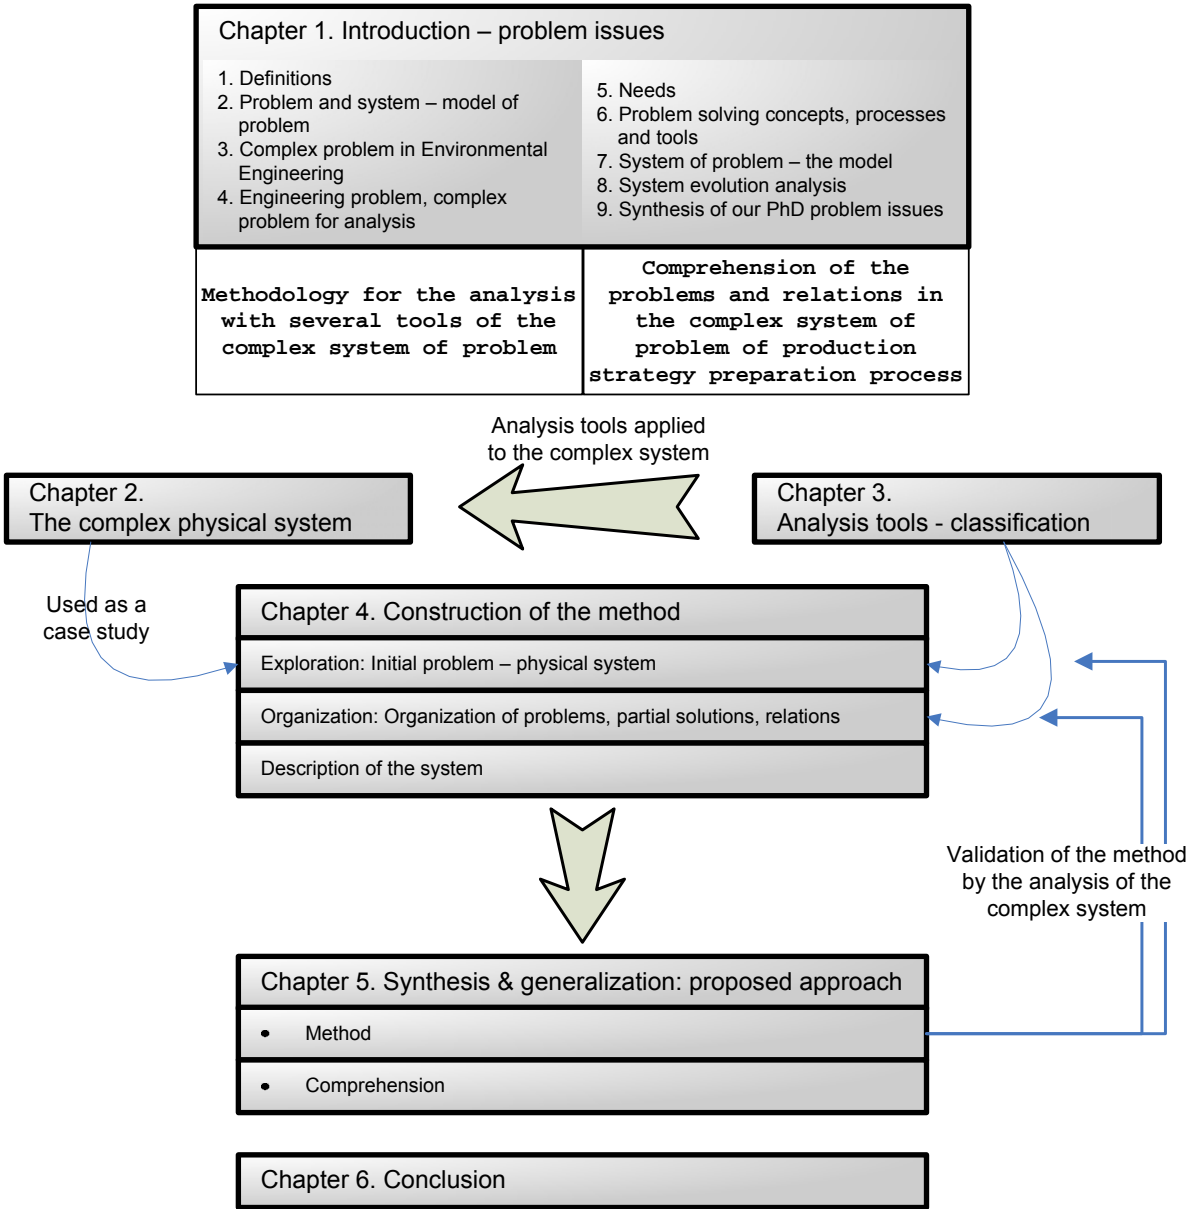 Chapter 1. Introduction – problem issues
1. Definitions
2. Problem and system – model of
problem
3. Complex problem in Environmental
Engineering
4. Engineering problem, complex
problem for analysis
5. Needs
6. Problem solving concepts, processes
and tools
7. System of problem – the model
8. System evolution analysis
9. Synthesis of our PhD problem issues
Methodology for the analysis
with several tools of the
complex system of problem
Comprehension of the
problems and relations in
the complex system of
problem of production
strategy preparation process
Analysis tools applied
to the complex system
Chapter 2.
The complex physical system
Chapter 3.
Analysis tools - classification
Used as a
case study
Chapter 4. Construction of the method
Exploration: Initial problem – physical system
Organization: Organization of problems, partial solutions, relations
Description of the system
Validation of the method
by the analysis of the
complex system
Chapter 5. Synthesis & generalization: proposed approach
• Method
• Comprehension
Chapter 6. Conclusion